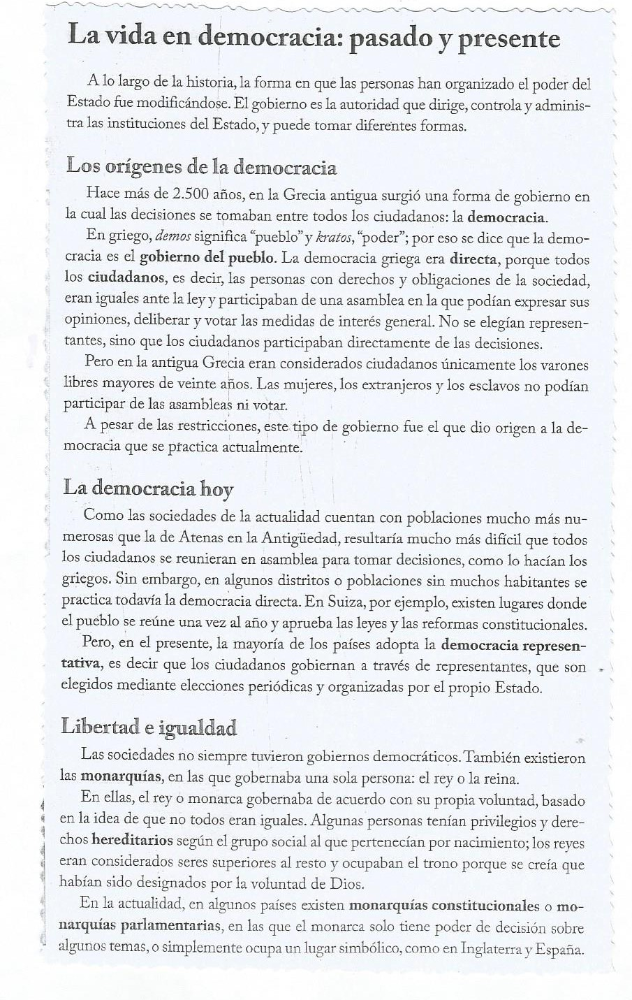 La vida en democracia: pasado y presente
A lo largo de la historia, la forma en que las personas han organizado el poder del
Estado fue modificándose. El gobierno es la autoridad que dirige, controla y adminis-
tra las instituciones del Estado, y puede tomar diferentes formas.
Los orígenes de la democracia
Hace más de 2.500 años, en la Grecia antigua surgió una forma de gobierno en
la cual las decisiones se tomaban entre todos los ciudadanos: la democracia.
En griego, demos significa “pueblo” y kratos, “poder”; por eso se dice que la demo-
cracia es el gobierno del pueblo. La democracia griega era directa, porque todos
los ciudadanos, es decir, las personas con derechos y obligaciones de la sociedad,
eran iguales ante la ley y participaban de una asamblea en la que podían expresar sus
opiniones, deliberar y votar las medidas de interés general. No se elegían represen-
tantes, sino que los ciudadanos participaban directamente de las decisiones.
Pero en la antigua Grecia eran considerados ciudadanos únicamente los varones
libres mayores de veinte años. Las mujeres, los extranjeros y los esclavos no podían
participar de las asambleas ni votar.
A pesar de las restricciones, este tipo de gobierno fue el que dio origen a la de-
mocracia que se practica actualmente.
La democracia hoy
Como las sociedades de la actualidad cuentan con poblaciones mucho más nu-
merosas que la de Atenas en la Antigüedad, resultaría mucho más difícil que todos
los ciudadanos se reunieran en asamblea para tomar decisiones, como lo hacían los
griegos. Sin embargo, en algunos distritos o poblaciones sin muchos habitantes se
practica todavía la democracia directa. En Suiza, por ejemplo, existen lugares donde
el pueblo se reúne una vez al año y aprueba las leyes y las reformas constitucionales.
Pero, en el presente, la mayoría de los países adopta la democracia represen-
tativa, es decir que los ciudadanos gobiernan a través de representantes, que son
elegidos mediante elecciones periódicas y organizadas por el propio Estado.
Libertad e igualdad
Las sociedades no siempre tuvieron gobiernos democráticos. También existieron
las monarquías, en las que gobernaba una sola persona: el rey o la reina.
En ellas, el rey o monarca gobernaba de acuerdo con su propia voluntad, basado
en la idea de que no todos eran iguales. Algunas personas tenían privilegios y dere-
chos hereditarios según el grupo social al que pertenecían por nacimiento; los reyes
eran considerados seres superiores al resto y ocupaban el trono porque se creía que
habían sido designados por la voluntad de Dios.
En la actualidad, en algunos países existen monarquías constitucionales o mo-
narquías parlamentarias, en las que el monarca solo tiene poder de decisión sobre
algunos temas, o simplemente ocupa un lugar simbólico, como en Inglaterra y España.